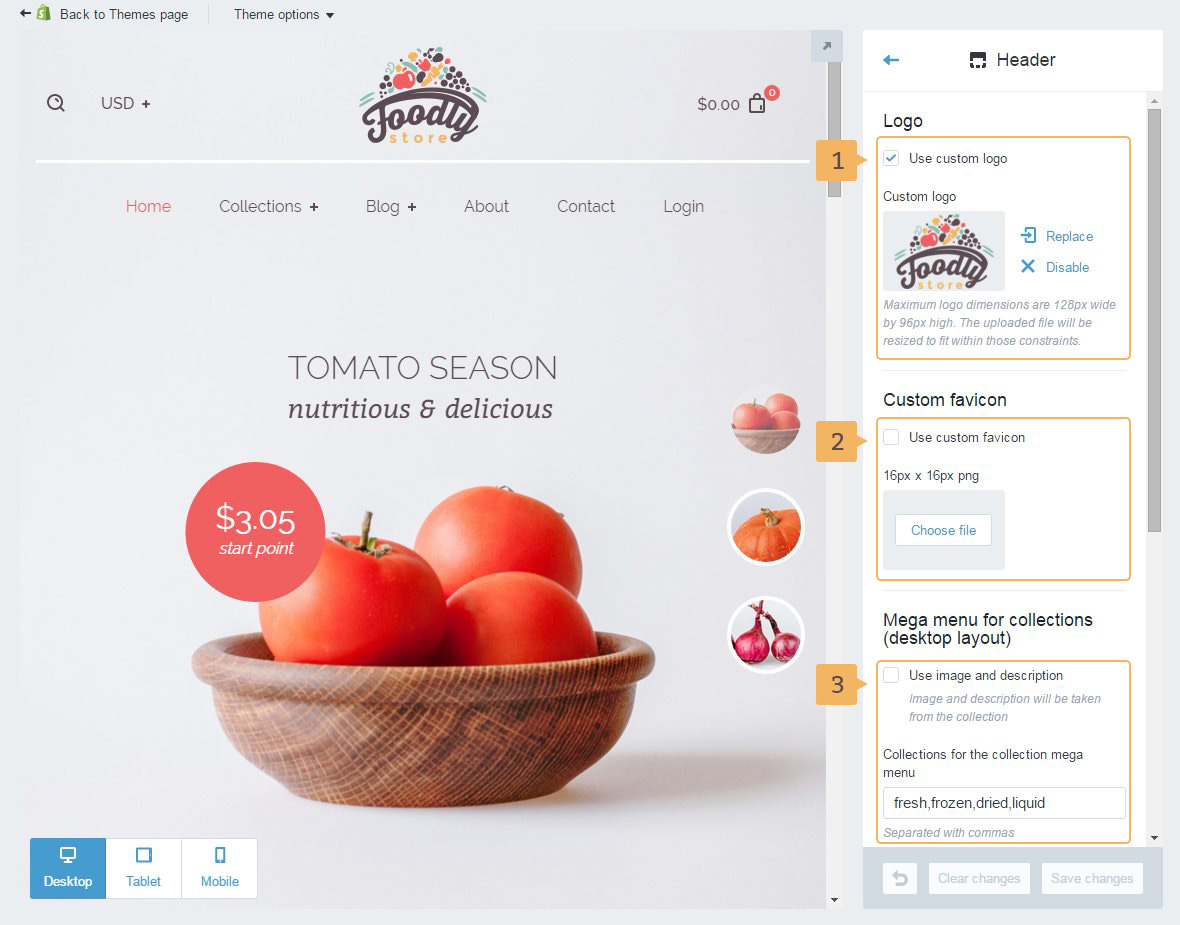 Back to Themes page
Theme options
USD +
Foodly
store
$0.00
0
Home
Collections +
Blog +
About
Contact
Login
TOMATO SEASON
nutritious & delicious
$3.05
start point
Desktop
Tablet
Mobile
Header
Logo
1
Use custom logo
Custom logo
Foodly
store
Replace
Disable
Maximum logo dimensions are 128px wide
by 96px high. The uploaded file will be
resized to fit within those constraints.
Custom favicon
2
Use custom favicon
16px x 16px png
Choose file
Mega menu for collections
(desktop layout)
3
Use image and description
Image and description will be taken
from the collection
Collections for the collection mega
menu
fresh,frozen,dried,liquid
Separated with commas
Clear changes
Save changes